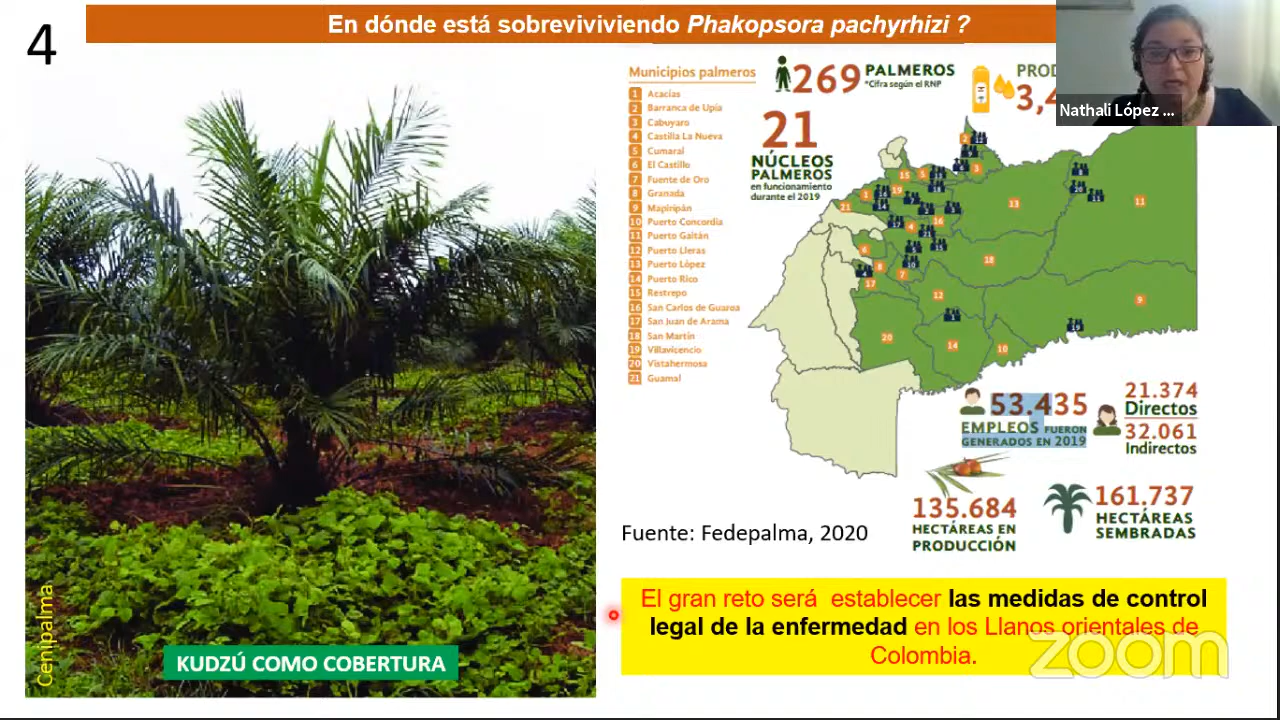 4
En dónde está sobreviviendo Phakopsora pachyrhizi ?
Nathali López ...
Municipios palmeros
1 Acacías
2 Barranca de Upía
3 Cabuyaro
4 Castilla La Nueva
5 Cumaral
6 El Castillo
7 Fuente de Oro
8 Granada
9 Mapiripán
10 Puerto Concordia
11 Puerto Gaitán
12 Puerto Lleras
13 Puerto López
14 Puerto Rico
15 Restrepo
16 San Carlos de Guaroa
17 San Juan de Arama
18 San Martín
19 Villavicencio
20 Vistahermosa
21 Guamal
269 PALMEROS
*Cifra según el RNP
21
NÚCLEOS
PALMEROS
en funcionamiento
durante el 2019
53.435
EMPLEOS FUERON
GENERADOS EN 2019
21.374
Directos
32.061
Indirectos
135.684
HECTÁREAS EN
PRODUCCIÓN
161.737
HECTÁREAS
SEMBRADAS
Fuente: Fedepalma, 2020
El gran reto será establecer las medidas de control
legal de la enfermedad en los Llanos orientales de
Colombia.
Cenipalma
KUDZÚ COMO COBERTURA
zoom